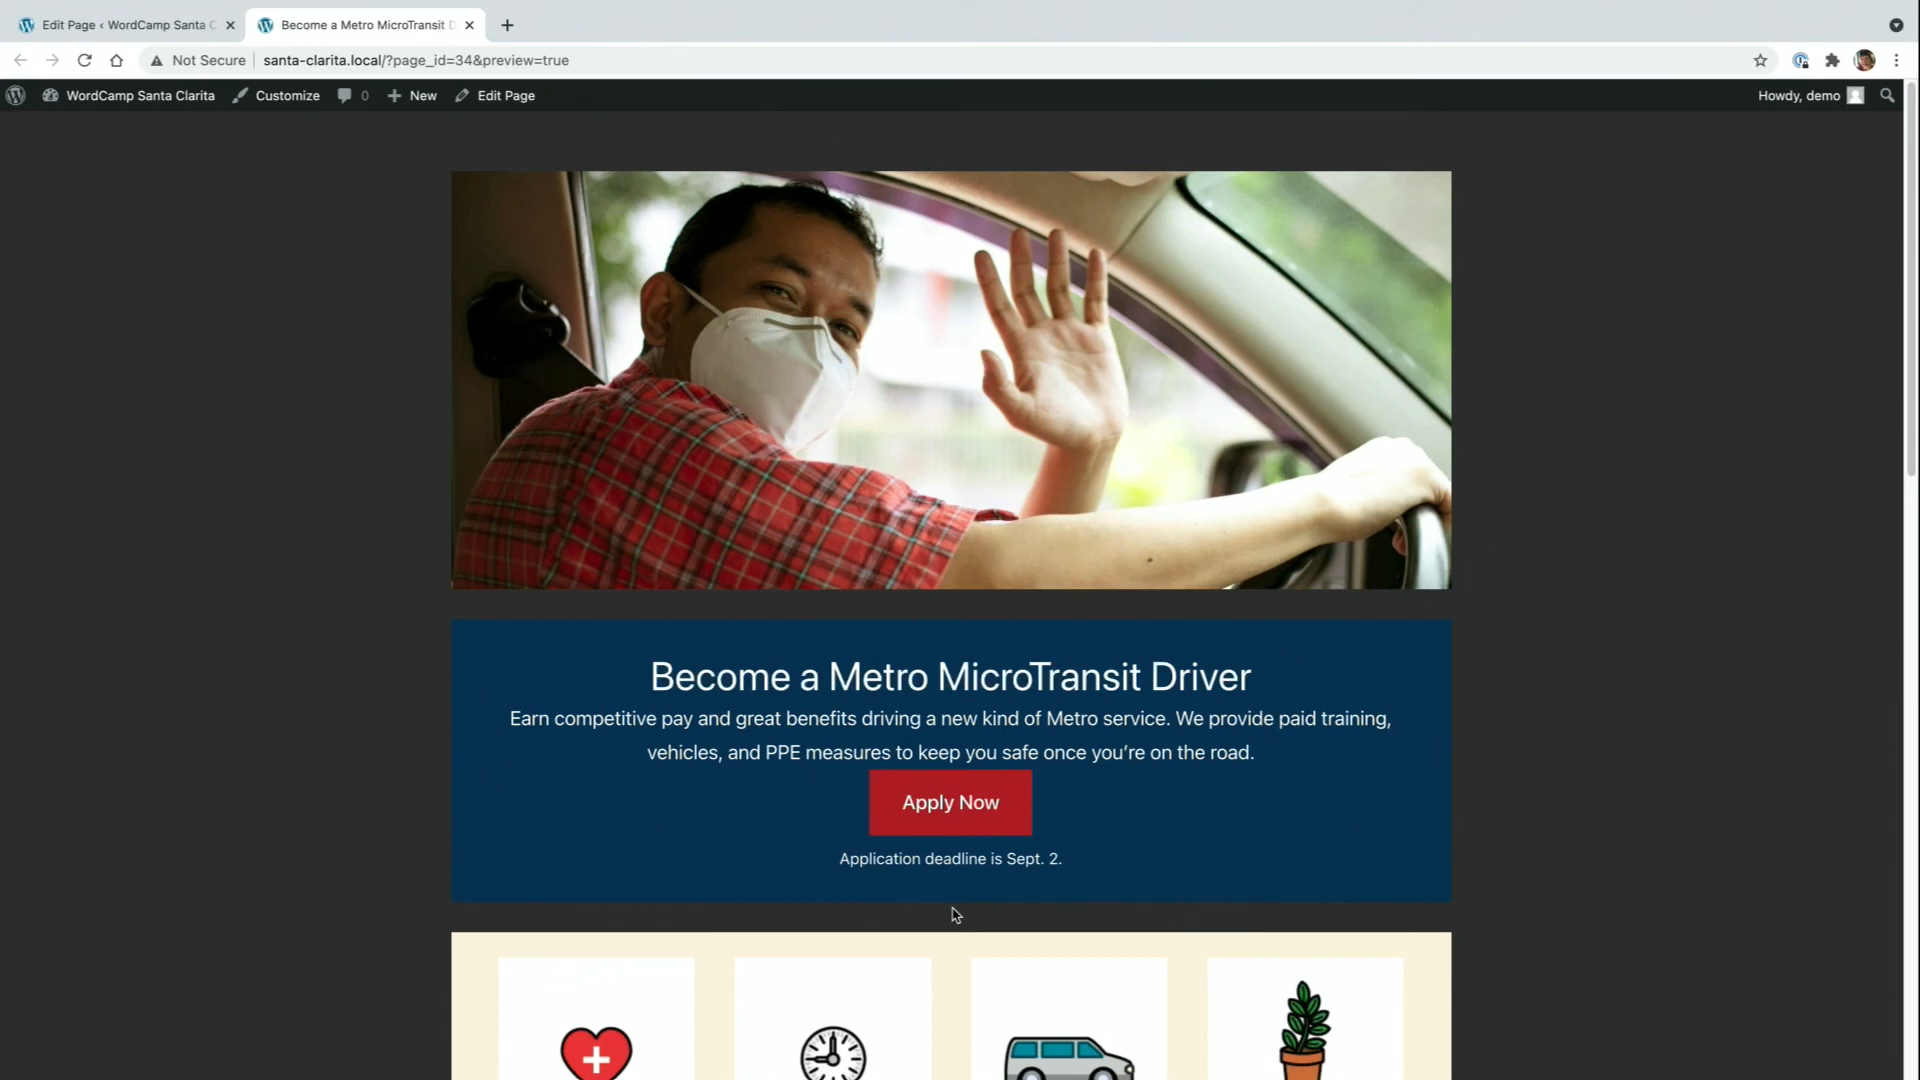 Edit Page ‹ WordCamp Santa C
Become a Metro MicroTransit D
Not Secure
santa-clarita.local/?page_id=34&preview=true
WordCamp Santa Clarita
Customize
0
New
Edit Page
Howdy, demo
Become a Metro MicroTransit Driver
Earn competitive pay and great benefits driving a new kind of Metro service. We provide paid training,
vehicles, and PPE measures to keep you safe once you’re on the road.
Apply Now
Application deadline is Sept. 2.